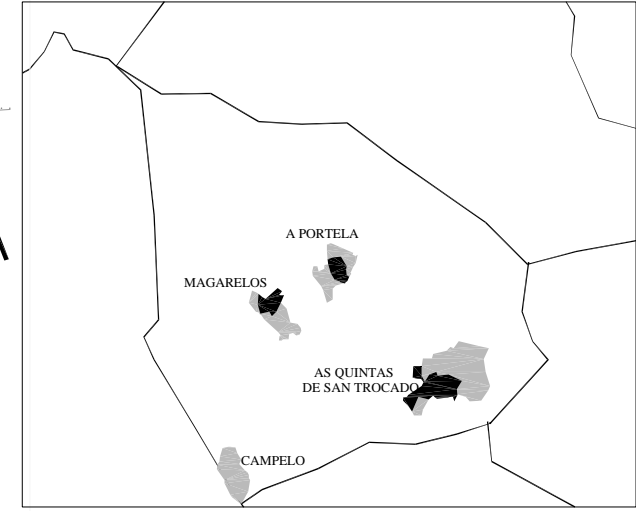 A PORTELA
MAGARELOS
AS QUINTAS
DE SAN TROCADO
CAMPELO